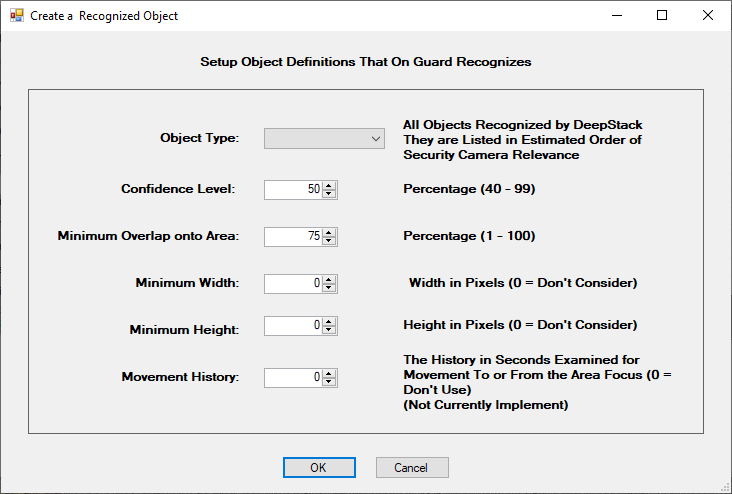 Create a  Recognized Object
Setup Object Definitions That On Guard Recognizes
Object Type:
All Objects Recognized by DeepStack
They are Listed in Estimated Order of
Security Camera Relevance
Confidence Level:
50
Percentage (40 - 99)
Minimum Overlap onto Area:
75
Percentage (1 - 100)
Minimum Width:
0
Width in Pixels (0 = Don't Consider)
Minimum Height:
0
Height in Pixels (0 = Don't Consider)
Movement History:
0
The History in Seconds Examined for
Movement To or From the Area Focus (0 =
Don't Use)
(Not Currently Implement)
OK
Cancel